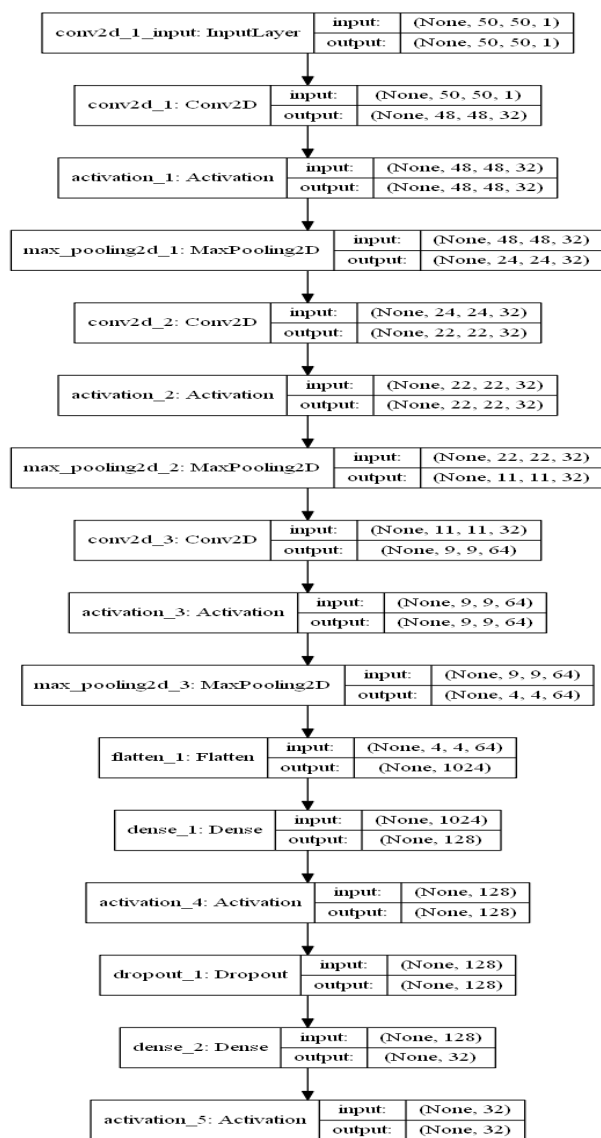 conv2d_1_input: InputLayer input: (None, 50, 50, 1)
output: (None, 50, 50, 1)
conv2d_1: Conv2D input: (None, 50, 50, 1)
output: (None, 48, 48, 32)
activation_1: Activation input: (None, 48, 48, 32)
output: (None, 48, 48, 32)
max_pooling2d_1: MaxPooling2D input: (None, 48, 48, 32)
output: (None, 24, 24, 32)
conv2d_2: Conv2D input: (None, 24, 24, 32)
output: (None, 22, 22, 32)
activation_2: Activation input: (None, 22, 22, 32)
output: (None, 22, 22, 32)
max_pooling2d_2: MaxPooling2D input: (None, 22, 22, 32)
output: (None, 11, 11, 32)
conv2d_3: Conv2D input: (None, 11, 11, 32)
output: (None, 9, 9, 64)
activation_3: Activation input: (None, 9, 9, 64)
output: (None, 9, 9, 64)
max_pooling2d_3: MaxPooling2D input: (None, 9, 9, 64)
output: (None, 4, 4, 64)
flatten_1: Flatten input: (None, 4, 4, 64)
output: (None, 1024)
dense_1: Dense input: (None, 1024)
output: (None, 128)
activation_4: Activation input: (None, 128)
output: (None, 128)
dropout_1: Dropout input: (None, 128)
output: (None, 128)
dense_2: Dense input: (None, 128)
output: (None, 32)
activation_5: Activation input: (None, 32)
output: (None, 32)